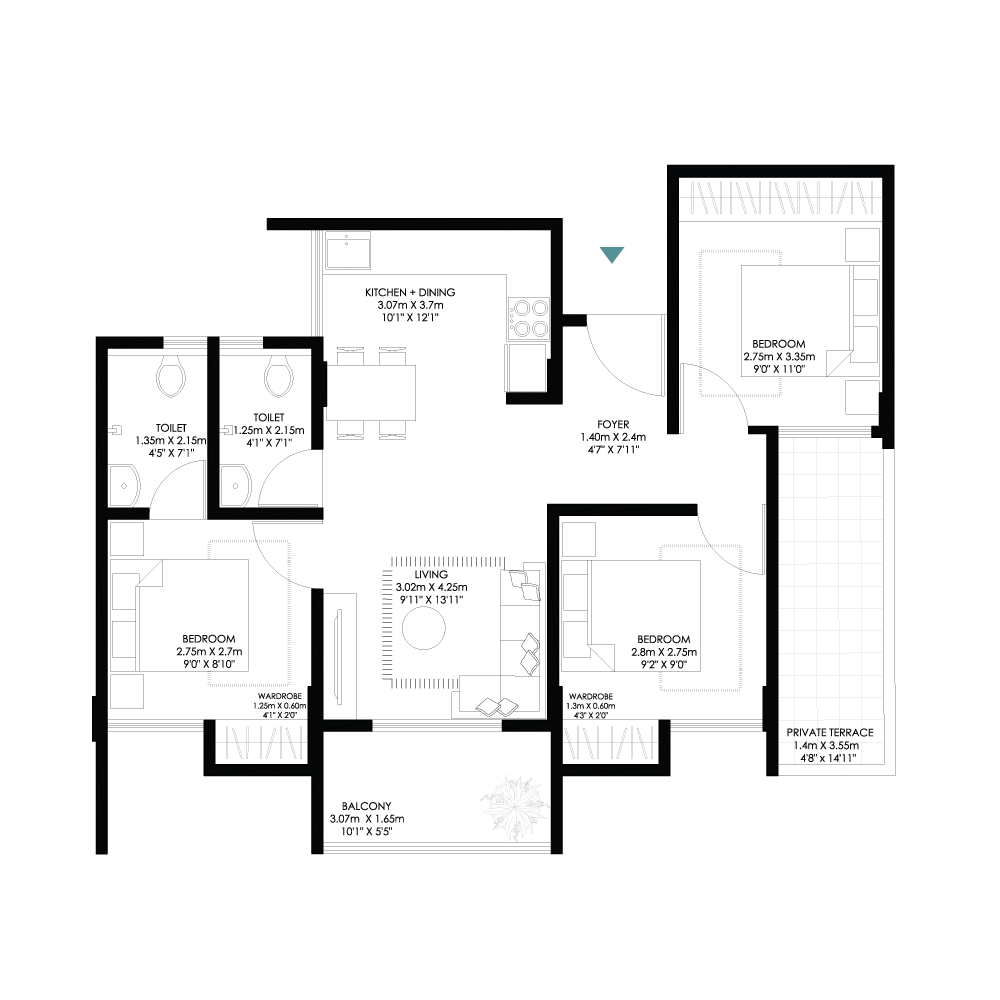 KITCHEN + DINING
3.07m X 3.7m
10'1" X 12'1"
BEDROOM
2.75m X 3.35m
9'0" X 11'0"
TOILET
1.35m X 2.15m
4'5" X 7'1"
TOILET
1.25m X 2.15m
4'1" X 7'1"
FOYER
1.40m X 2.4m
4'7" X 7'11"
LIVING
3.02m X 4.25m
9'11" X 13'11"
BEDROOM
2.75m X 2.7m
9'0" X 8'10"
BEDROOM
2.8m X 2.75m
9'2" X 9'0"
WARDROBE
1.25m X 0.60m
4'1" X 2'0"
WARDROBE
1.3m X 0.60m
4'3" X 2'0"
PRIVATE TERRACE
1.4m X 3.55m
4'8" x 14'11"
BALCONY
3.07m X 1.65m
10'1" X 5'5"